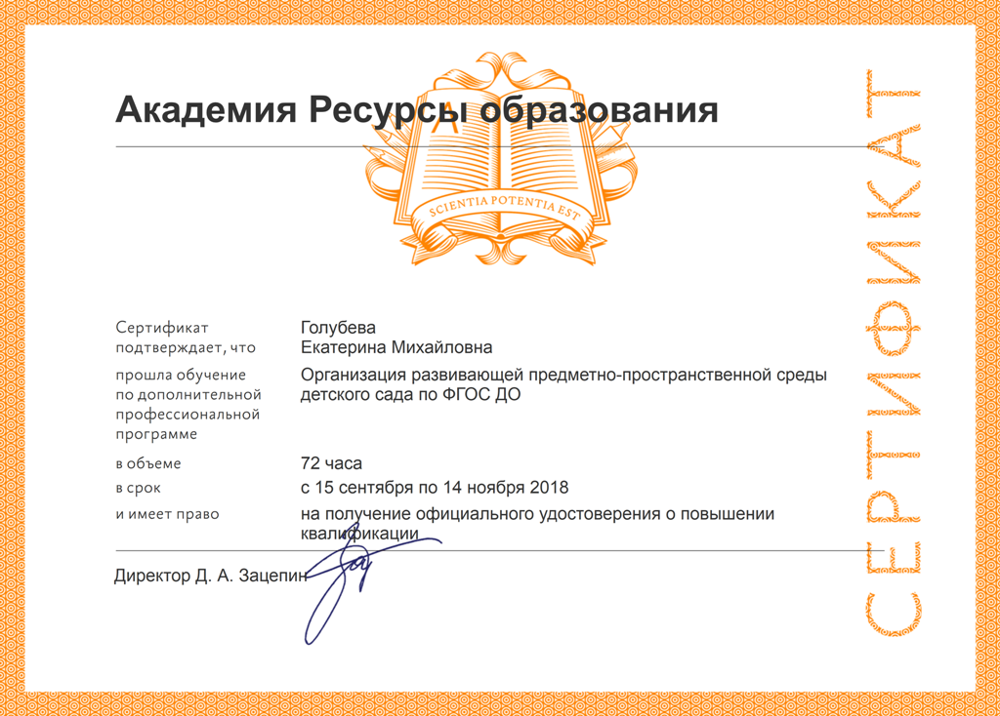 Академия Ресурсы образования
А
SCIENTIA POTENTIA EST
СЕРТИФИКАТ
Сертификат
подтверждает, что
Голубева
Екатерина Михайловна
прошла обучение
по дополнительной
профессиональной
программе
Организация развивающей предметно-пространственной среды
детского сада по ФГОС ДО
в объеме
72 часа
в срок
с 15 сентября по 14 ноября 2018
и имеет право
на получение официального удостоверения о повышении
квалификации
Директор Д. А. Зацепин